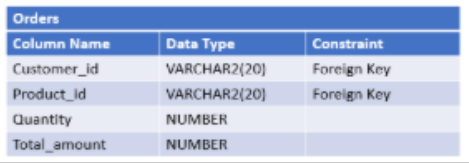 Orders
Column Name Data Type Constraint
Customer_id VARCHAR2(20) Foreign Key
Product_id VARCHAR2(20) Foreign Key
Quantity NUMBER
Total_amount NUMBER